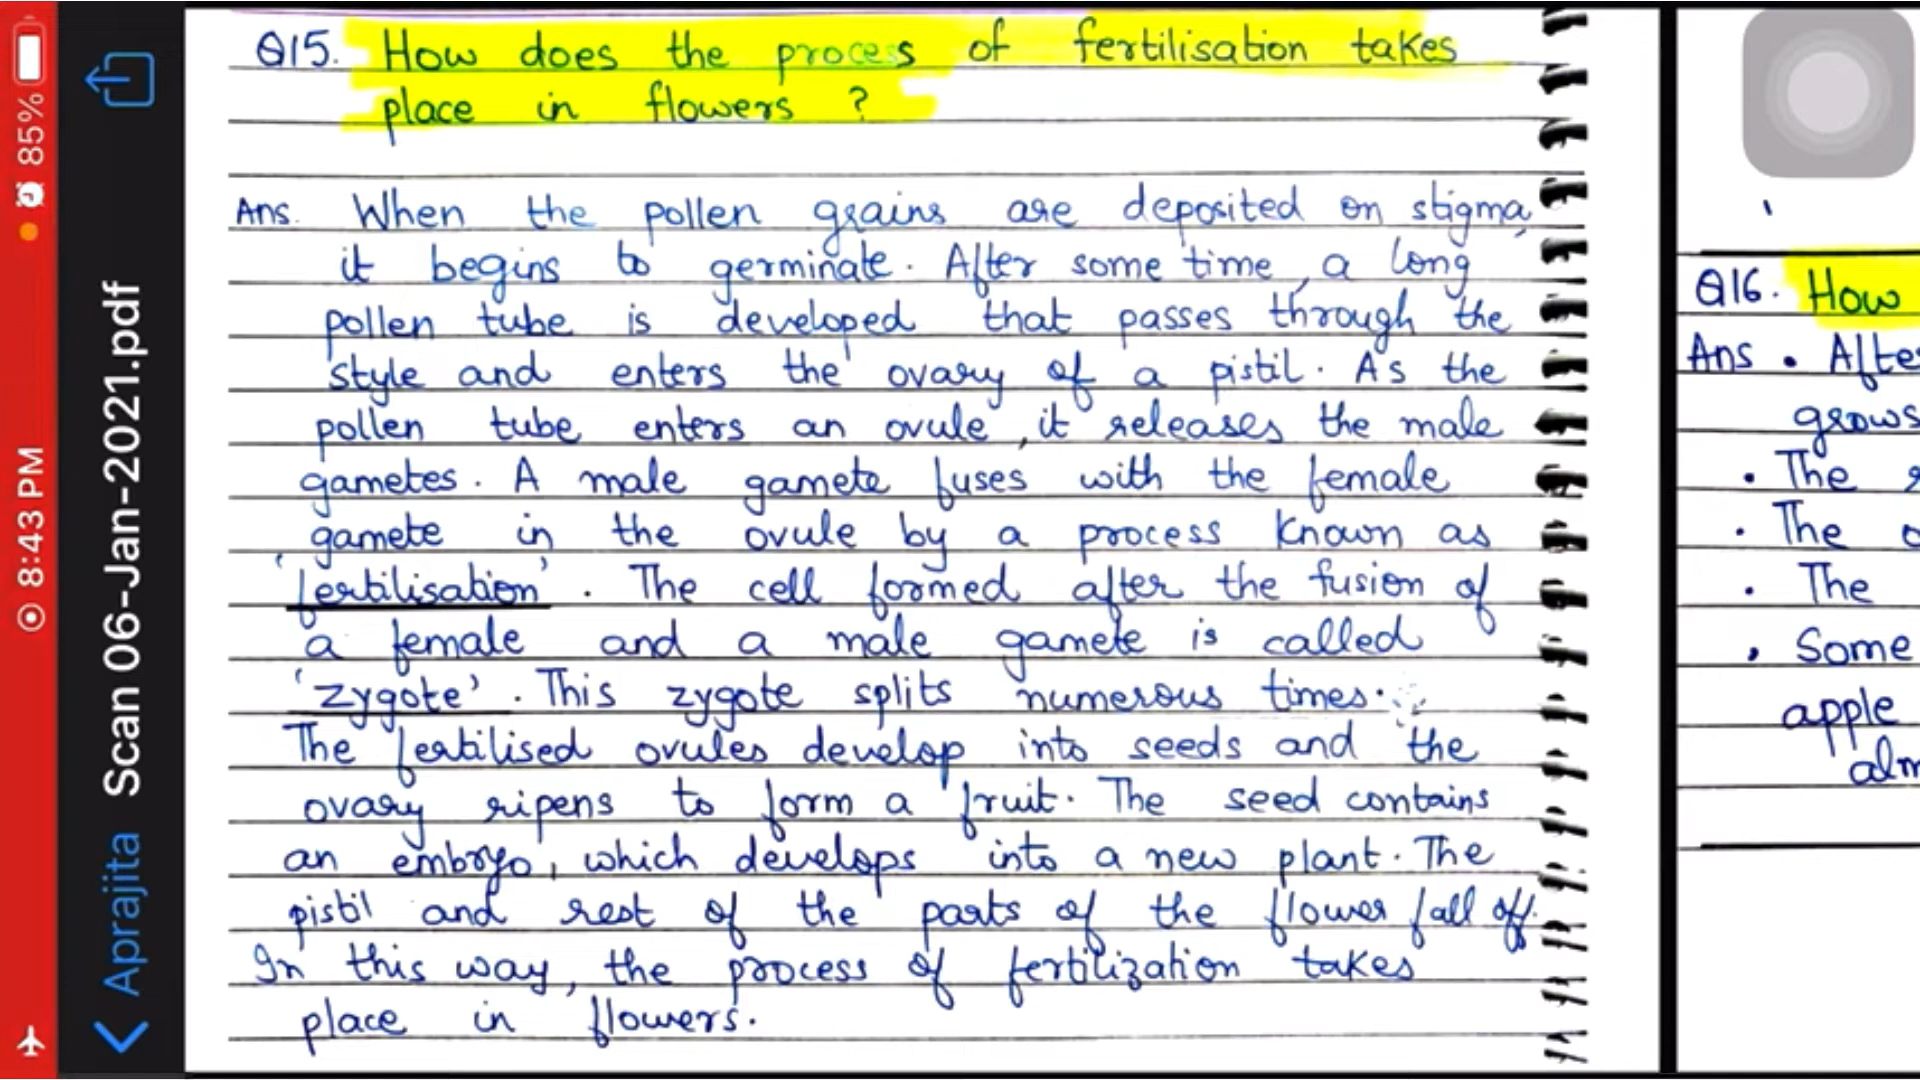 85%
8:43 PM
Scan 06-Jan-2021.pdf
Aprajita
Q15. How does the process of fertilisation takes
place in flowers ?
Ans. When the pollen grains are deposited on stigma,
it begins to germinate. After some time, a long
pollen tube is developed that passes through the
style and enters the ovary of a pistil. As the
pollen tube enters an ovule, it releases the male
gametes. A male gamete fuses with the female
gamete in the ovule by a process known as
'fertilisation'. The cell formed after the fusion of
a female and a male gamete is called
'zygote'. This zygote splits numerous times.
The fertilised ovules develop into seeds and the
ovary ripens to form a fruit. The seed contains
an embryo, which develops into a new plant. The
pistil and rest of the parts of the flower fall off.
In this way, the process of fertilization takes
place in flowers.
Q16. How
Ans
grows
• The
• The
• The
• Some
apple